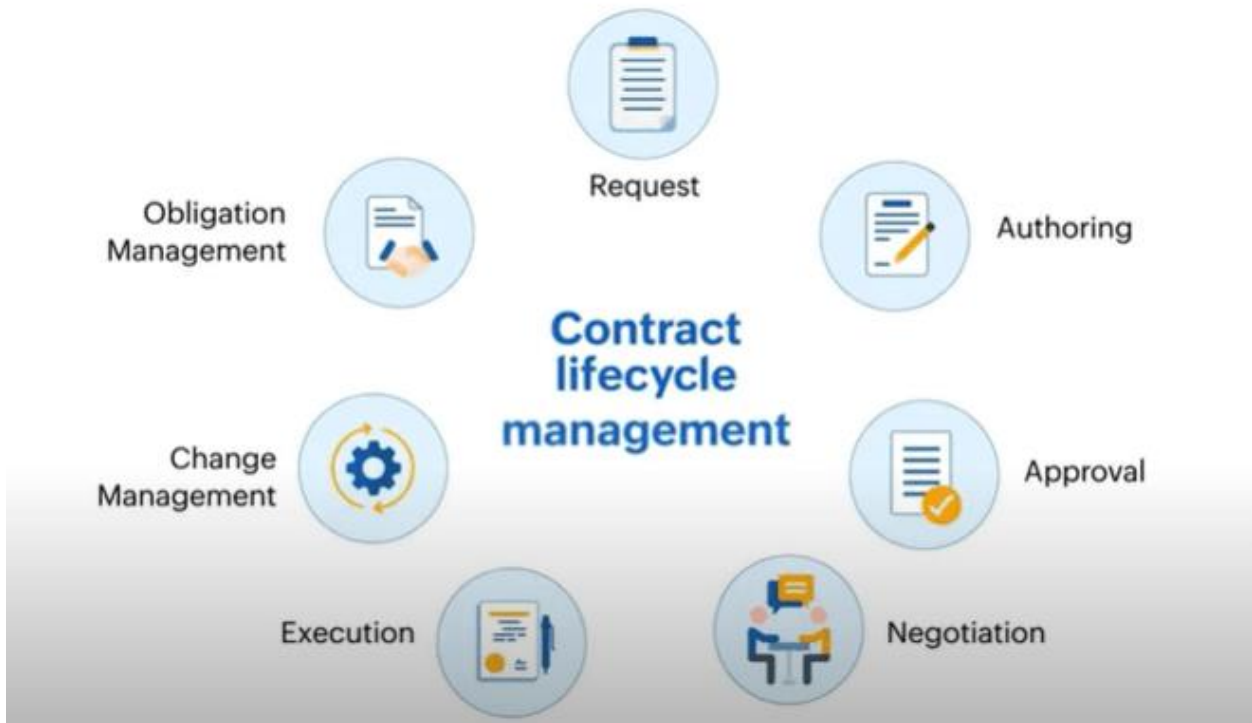 Request
Obligation
Management
Authoring
Contract
lifecycle
management
Change
Management
Approval
Execution
Negotiation